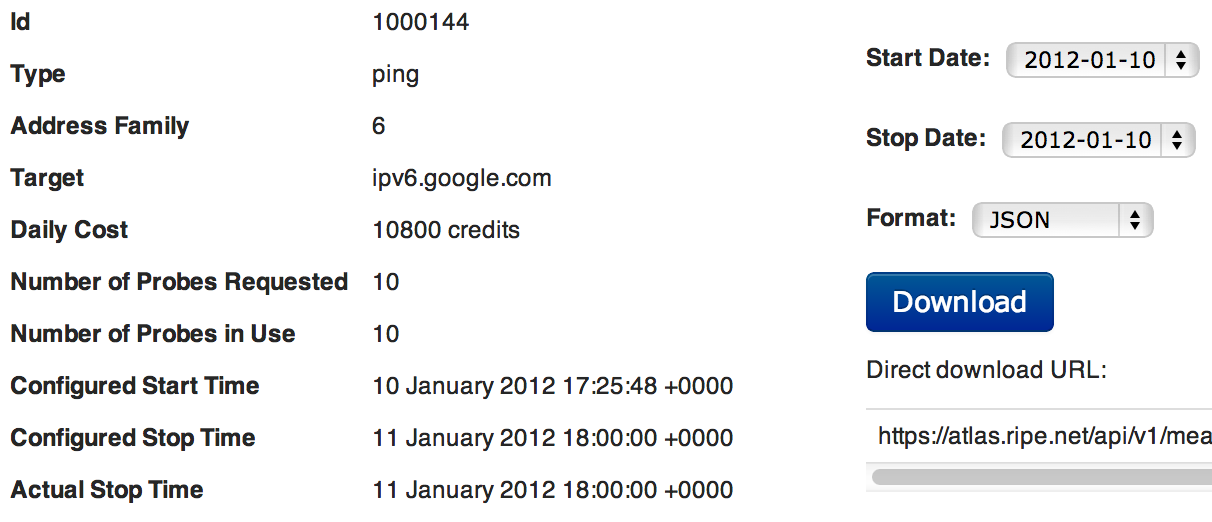 Id 1000144
Type ping
Address Family 6
Target ipv6.google.com
Daily Cost 10800 credits
Number of Probes Requested 10
Number of Probes in Use 10
Configured Start Time 10 January 2012 17:25:48 +0000
Configured Stop Time 11 January 2012 18:00:00 +0000
Actual Stop Time 11 January 2012 18:00:00 +0000
Start Date: 2012-01-10
Stop Date: 2012-01-10
Format: JSON
Download
Direct download URL:
https://atlas.ripe.net/api/v1/mea